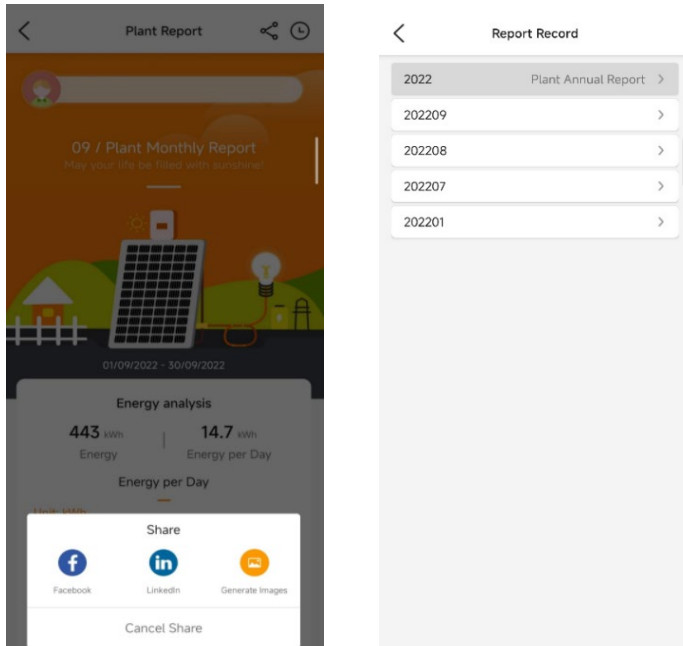 Plant Report
09 / Plant Monthly Report
May your life be filled with sunshine!
01/09/2022 - 30/09/2022
Energy analysis
443 kWh
14.7 kWh
Energy
Energy per Day
Energy per Day
Unit: kWh
Share
Facebook
LinkedIn
Generate Images
Cancel Share
Report Record
2022 Plant Annual Report
202209
202208
202207
202201